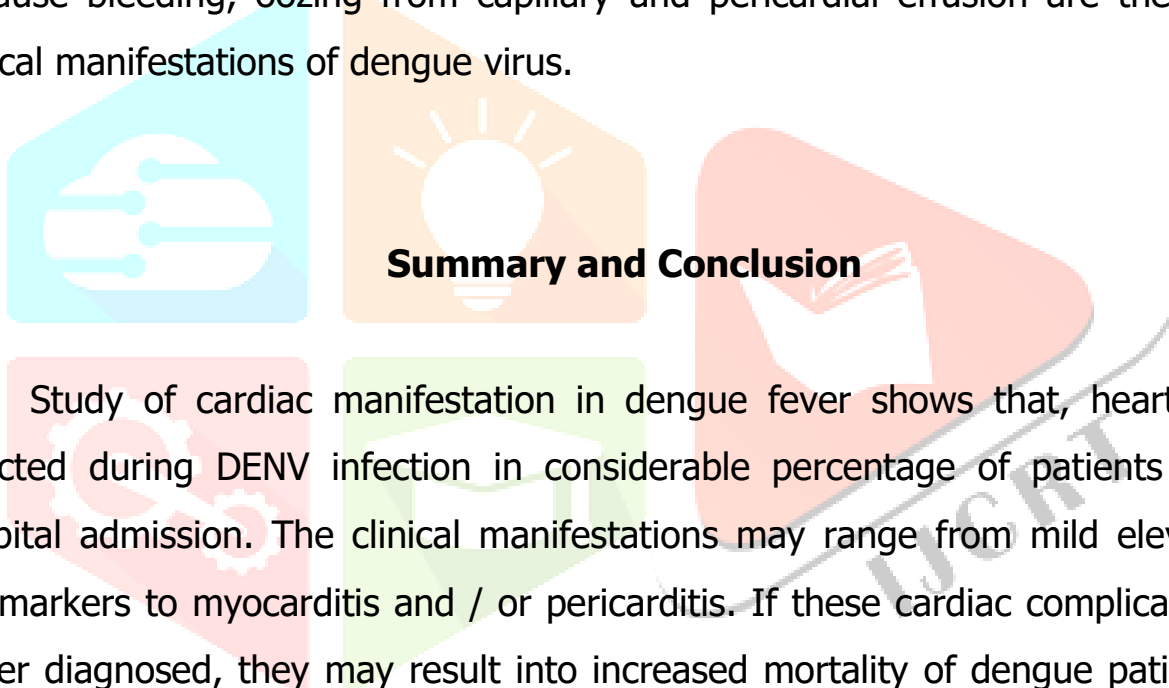 ause bleeding, oozing from capillary and pericardial effusion are the
ical manifestations of dengue virus.
Summary and Conclusion
Study of cardiac manifestation in dengue fever shows that, heart
cted during DENV infection in considerable percentage of patients
pital admission. The clinical manifestations may range from mild elev
markers to myocarditis and / or pericarditis. If these cardiac complica
er diagnosed, they may result into increased mortality of dengue pati
IJCRT